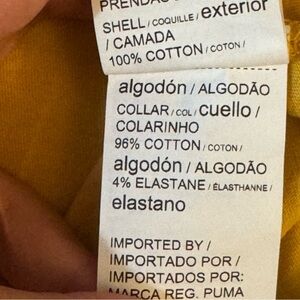 PRENDAS
SHELL / COQUILLE / exterior
/ CAMADA
100% COTTON / COTON /
algodón / ALGODÃO
COLLAR / COL / cuello /
COLARINHO
96% COTTON / COTON /
algodón / ALGODÃO
4% ELASTANE / ÉLASTHANNE /
elastano
IMPORTED BY /
IMPORTADO POR /
IMPORTADOS POR:
MARCA REG. PUMA